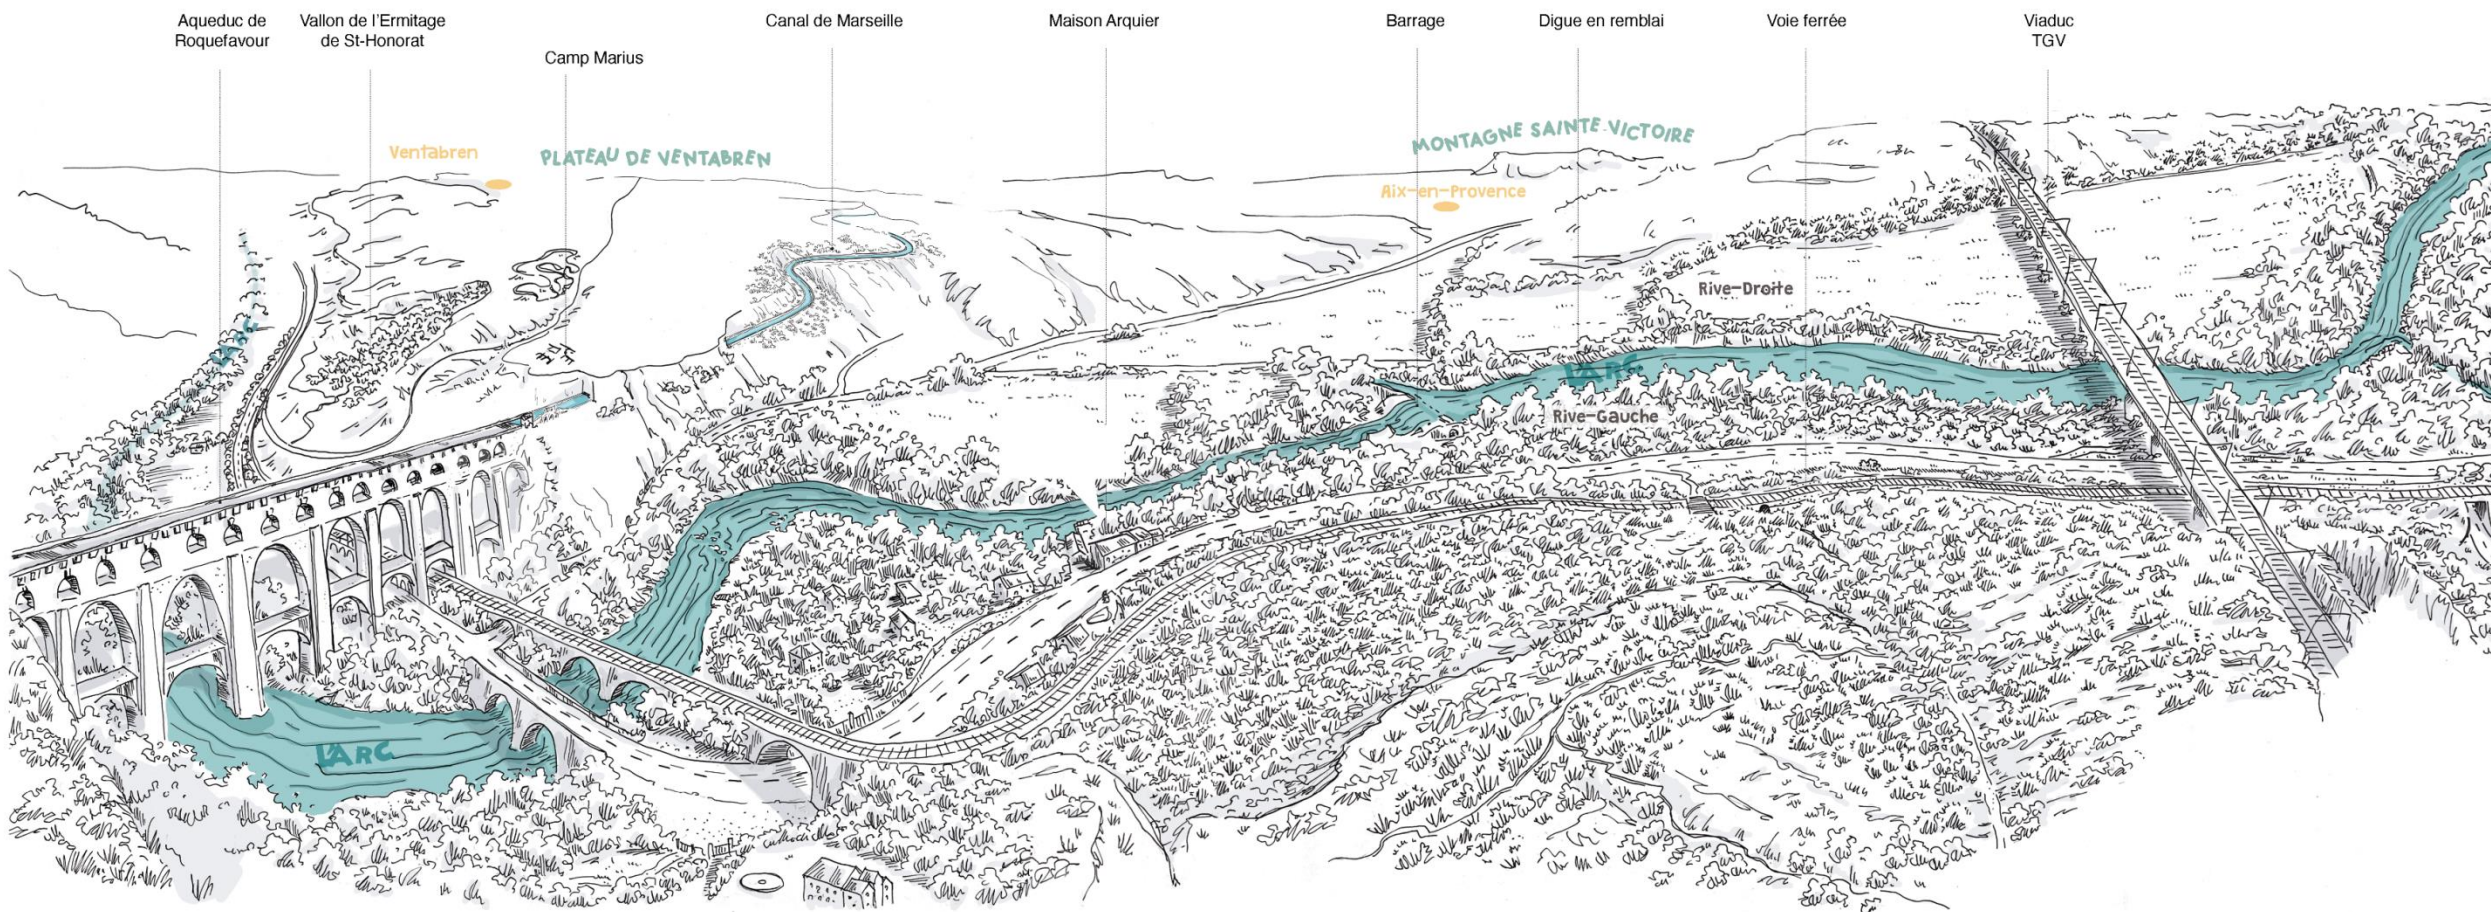 Aqueduc de
Roquefavour
Vallon de l'Ermitage
de St-Honorat
Camp Marius
Canal de Marseille
Maison Arquier
Barrage
Digue en remblai
Voie ferrée
Viaduc
TGV
Ventabren
PLATEAU DE VENTABREN
MONTAGNE SAINTE-VICTOIRE
Aix-en-Provence
Rive-Droite
L'ARC
L'ARC
Rive-Gauche
L'ARC